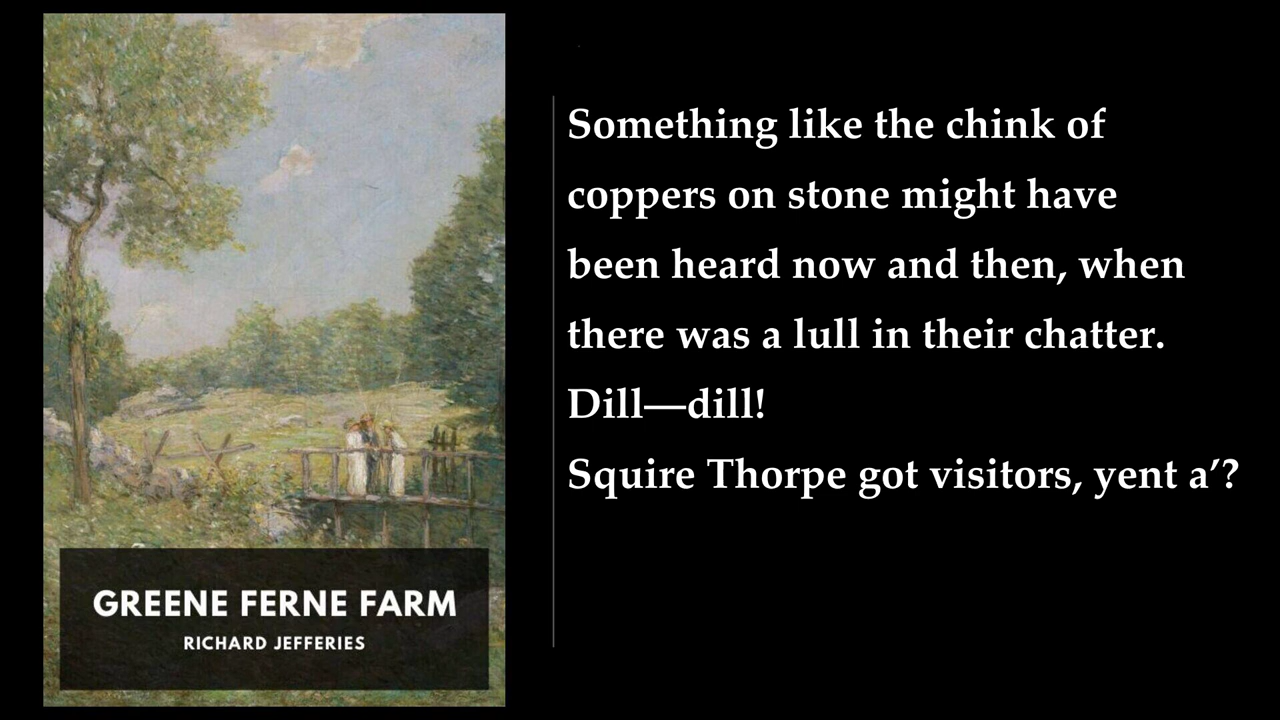 Something like the chink of
coppers on stone might have
been heard now and then, when
there was a lull in their chatter.
Dill—dill!
Squire Thorpe got visitors, yent a’?
GREENE FERNE FARM
RICHARD JEFFERIES